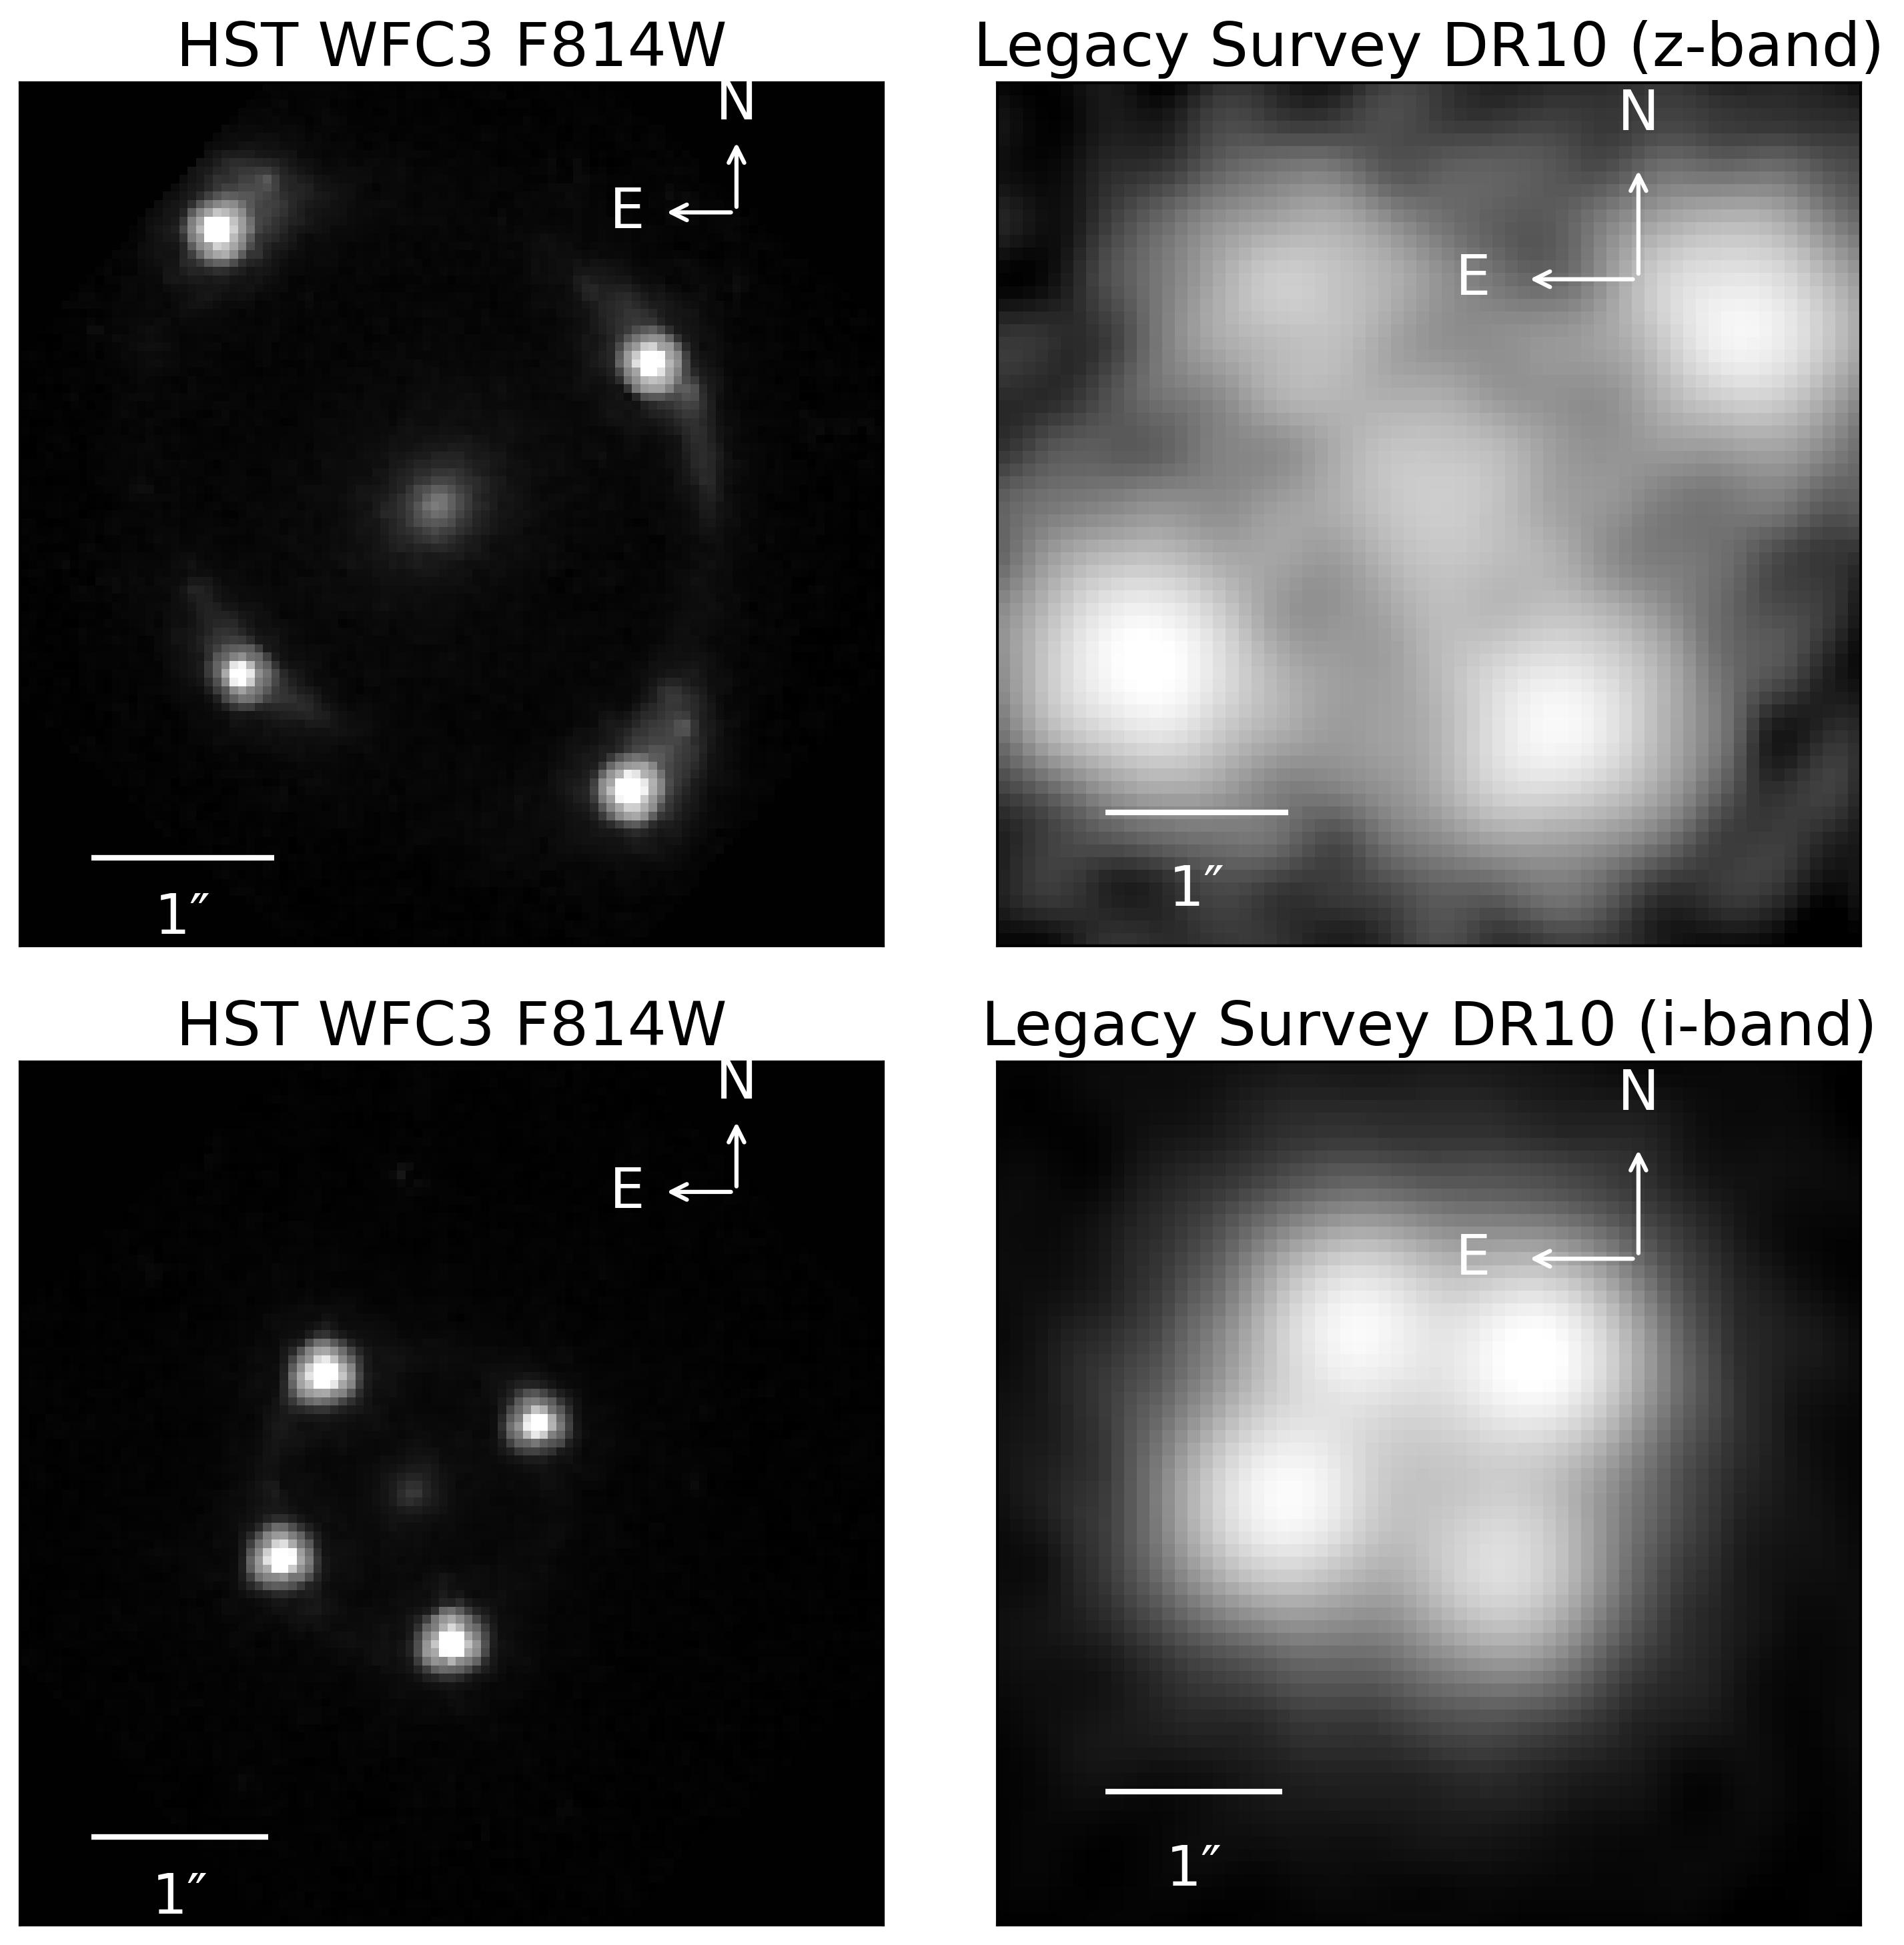 HST WFC3 F814W
Legacy Survey DR10 (z-band)
N
E
1″
N
E
1″
HST WFC3 F814W
Legacy Survey DR10 (i-band)
N
E
1″
N
E
1″